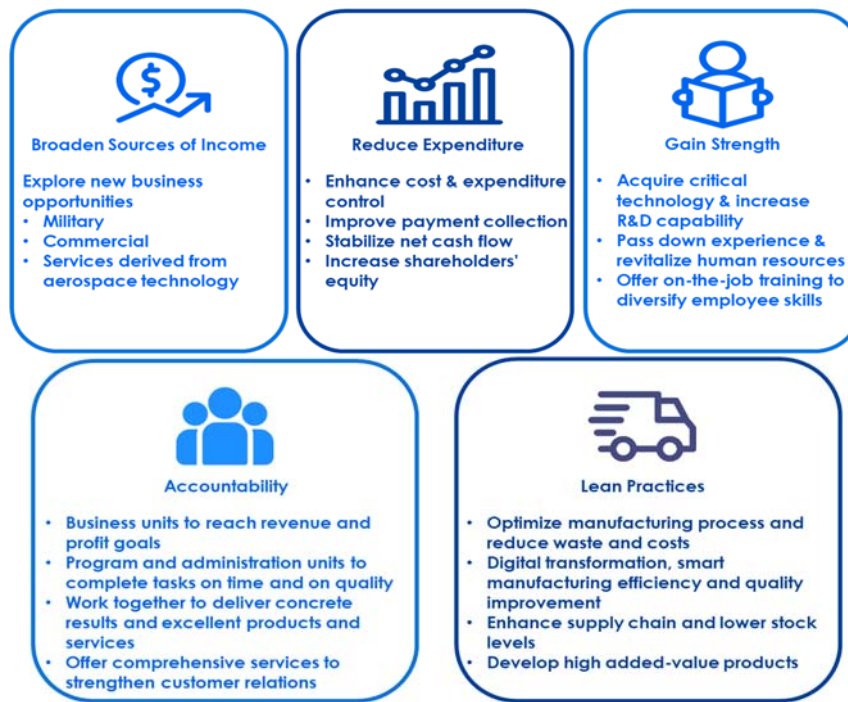 $
Broaden Sources of Income
Explore new business
opportunities
• Military
• Commercial
• Services derived from
aerospace technology
Reduce Expenditure
• Enhance cost & expenditure
control
• Improve payment collection
• Stabilize net cash flow
• Increase shareholders'
equity
Gain Strength
• Acquire critical
technology & increase
R&D capability
• Pass down experience &
revitalize human resources
• Offer on-the-job training to
diversify employee skills
Accountability
• Business units to reach revenue and
profit goals
• Program and administration units to
complete tasks on time and on quality
• Work together to deliver concrete
results and excellent products and
services
• Offer comprehensive services to
strengthen customer relations
Lean Practices
• Optimize manufacturing process and
reduce waste and costs
• Digital transformation, smart
manufacturing efficiency and quality
improvement
• Enhance supply chain and lower stock
levels
• Develop high added-value products